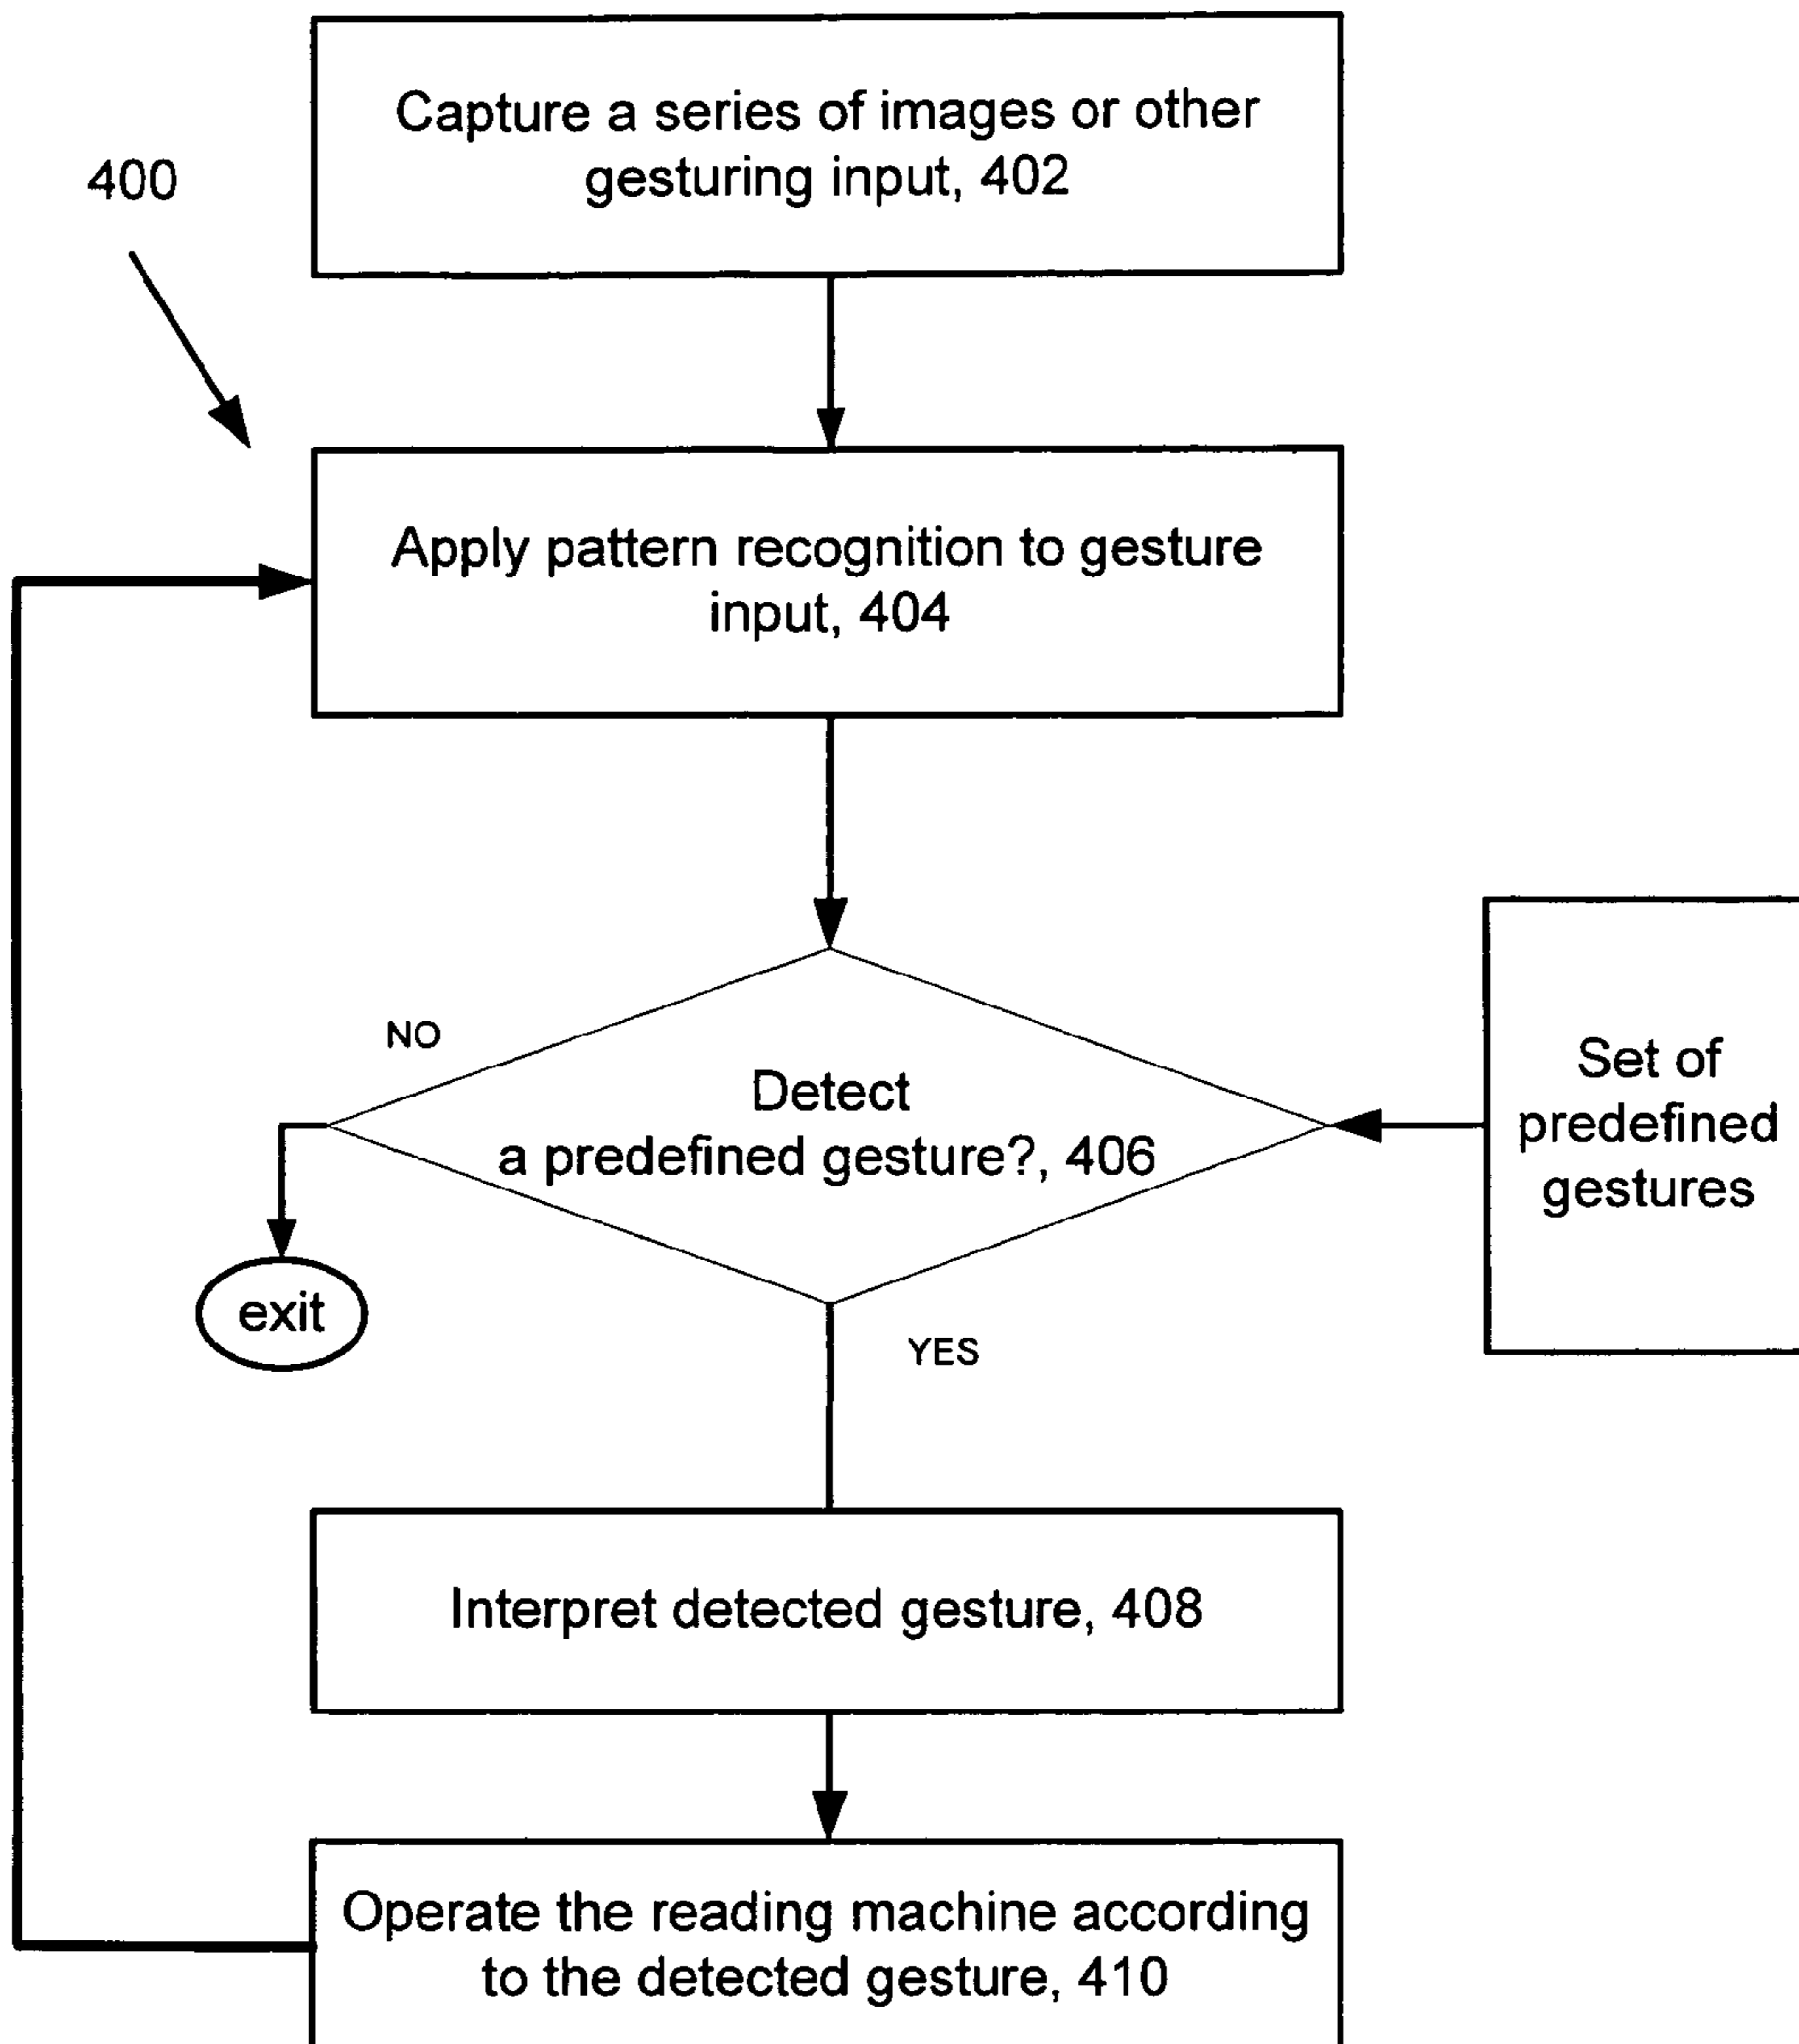 Capture a series of images or other
gesturing input, 402
400
Apply pattern recognition to gesture
input, 404
NO
Detect
a predefined gesture?, 406
Set of
predefined
gestures
exit
YES
Interpret detected gesture, 408
Operate the reading machine according
to the detected gesture, 410